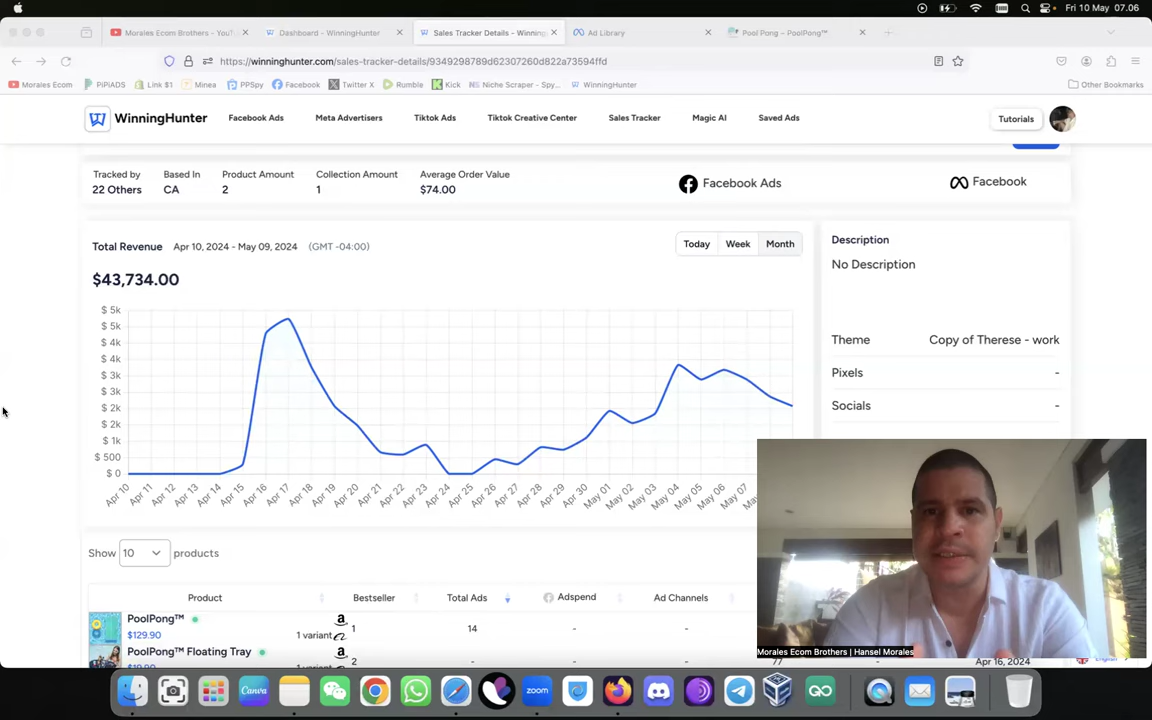 Fri 10 May 07.06
Morales Ecom Brothers - YouT
Dashboard - WinningHunter
Sales Tracker Details - Winning
Ad Library
Pool Pong – PoolPong™
https://winninghunter.com/sales-tracker-details/9349298789d62307260d822a73594ffd
Morales Ecom
PiPiADS
Link $1
Minea
PPSpy
Facebook
Twitter X
Rumble
Kick
Niche Scraper - Spy...
WinningHunter
Other Bookmarks
WinningHunter
Facebook Ads
Meta Advertisers
Tiktok Ads
Tiktok Creative Center
Sales Tracker
Magic AI
Saved Ads
Tutorials
Tracked by
Based In
Product Amount
Collection Amount
Average Order Value
22 Others
CA
2
1
$74.00
Facebook Ads
Facebook
Total Revenue
Apr 10, 2024 - May 09, 2024
(GMT -04:00)
Today
Week
Month
$43,734.00
$ 5k
$ 5k
$ 4k
$ 4k
$ 3k
$ 3k
$ 2k
$ 2k
$ 1k
$ 500
$ 0
Apr 10
Apr 11
Apr 12
Apr 13
Apr 14
Apr 15
Apr 16
Apr 17
Apr 18
Apr 19
Apr 20
Apr 21
Apr 22
Apr 23
Apr 24
Apr 25
Apr 26
Apr 27
Apr 28
Apr 29
Apr 30
May 01
May 02
May 03
May 04
May 05
May 06
May 07
Description
No Description
Theme
Copy of Therese - work
Pixels
-
Socials
-
Show 10 products
Product
Bestseller
Total Ads
Adspend
Ad Channels
PoolPong™
$129.90
1 variant
1
14
-
-
PoolPong™ Floating Tray
1 variant
2
-
-
77
-
Apr 16, 2024
English
Morales Ecom Brothers | Hansel Morales
Canva
zoom